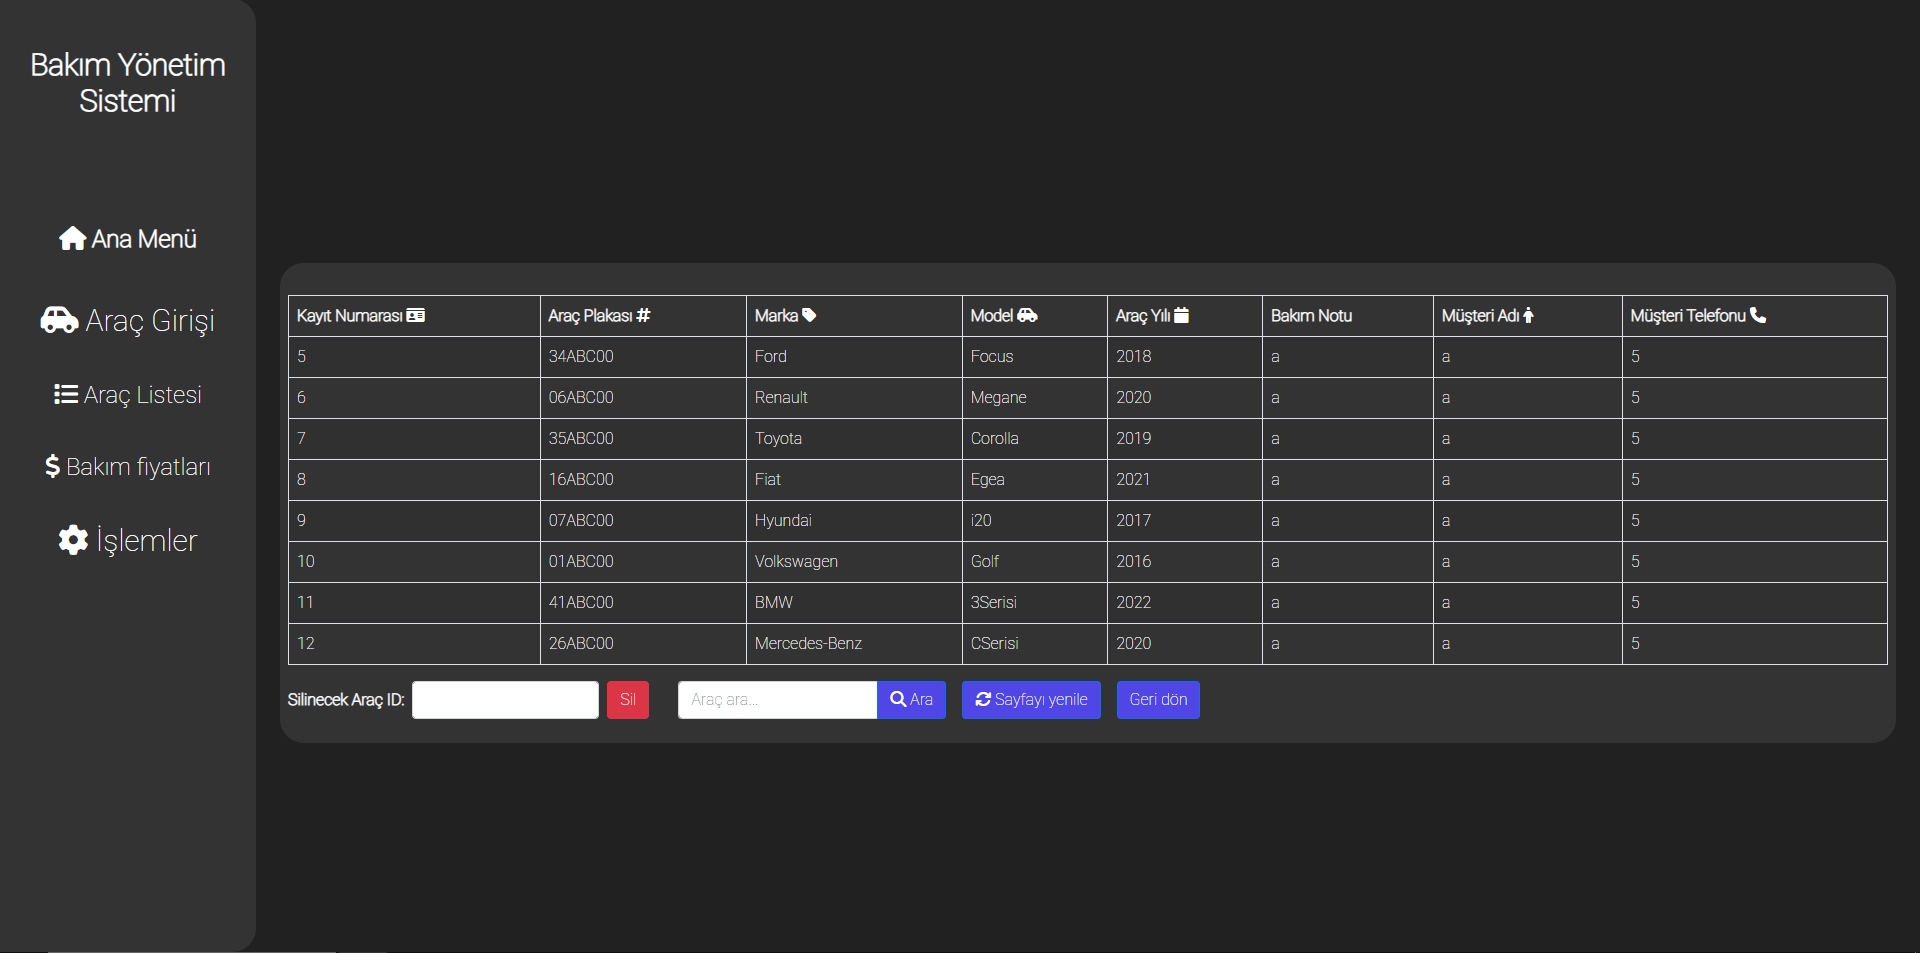 Bakım Yönetim
Sistemi
Ana Menü
Araç Girişi
Araç Listesi
Bakım fiyatları
İşlemler
Kayıt Numarası Araç Plakası Marka Model Araç Yılı Bakım Notu Müşteri Adı Müşteri Telefonu
5 34ABC00 Ford Focus 2018 a a 5
6 06ABC00 Renault Megane 2020 a a 5
7 35ABC00 Toyota Corolla 2019 a a 5
8 16ABC00 Fiat Egea 2021 a a 5
9 07ABC00 Hyundai i20 2017 a a 5
10 01ABC00 Volkswagen Golf 2016 a a 5
11 41ABC00 BMW 3Serisi 2022 a a 5
12 26ABC00 Mercedes-Benz CSerisi 2020 a a 5
Silinecek Araç ID: Sil Araç ara... Ara Sayfayı yenile Geri dön